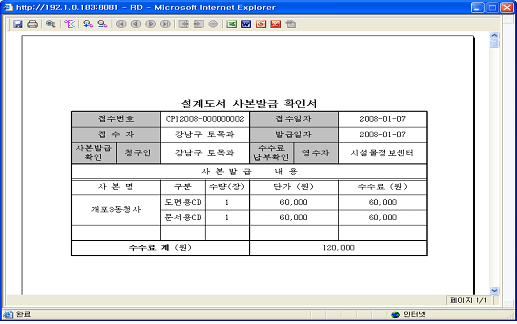 http://192.1.0.183:8081 - RD - Microsoft Internet Explorer
설계도서 사본발급 확인서
접수번호 CP12008-000000002 접수일자 2008-01-07
접 수 자 강남구 토목과 발급일자 2008-01-07
사본발급 확인 청구인 강남구 토목과 수수료 납부확인 영수자 시설물정보센터
사 본 발 급 내 용
사 본 명 구분 수량(장) 단가 (원) 수수료 (원)
개포3동청사 도면용CD 1 60,000 60,000
문서용CD 1 60,000 60,000
수수료 계 (원) 120,000
페이지 1/1
완료 인터넷